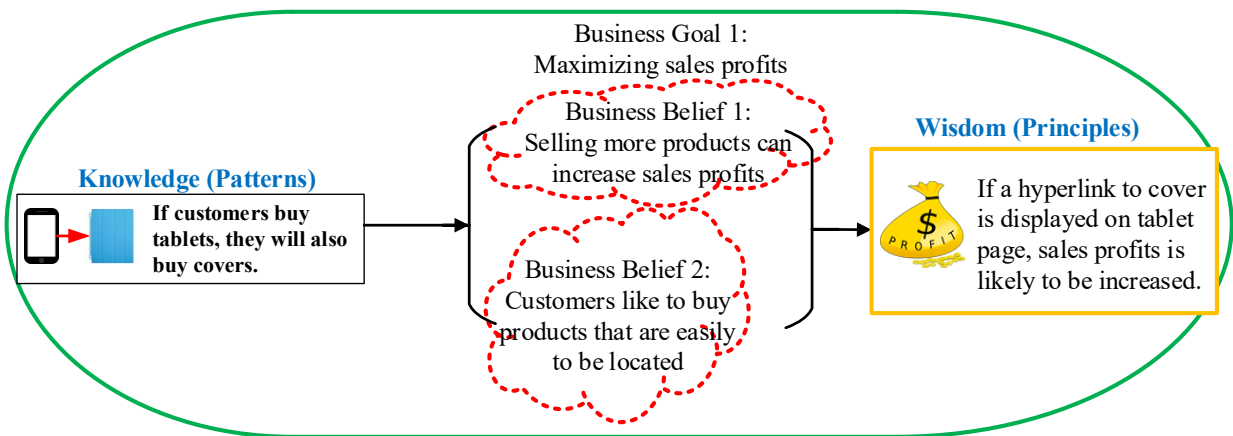 Business Goal 1:
Maximizing sales profits
Business Belief 1:
Selling more products can
increase sales profits
Wisdom (Principles)
Knowledge (Patterns)
If customers buy
tablets, they will also
buy covers.
$
PROFIT
If a hyperlink to cover
is displayed on tablet
page, sales profits is
likely to be increased.
Business Belief 2:
Customers like to buy
products that are easily
to be located